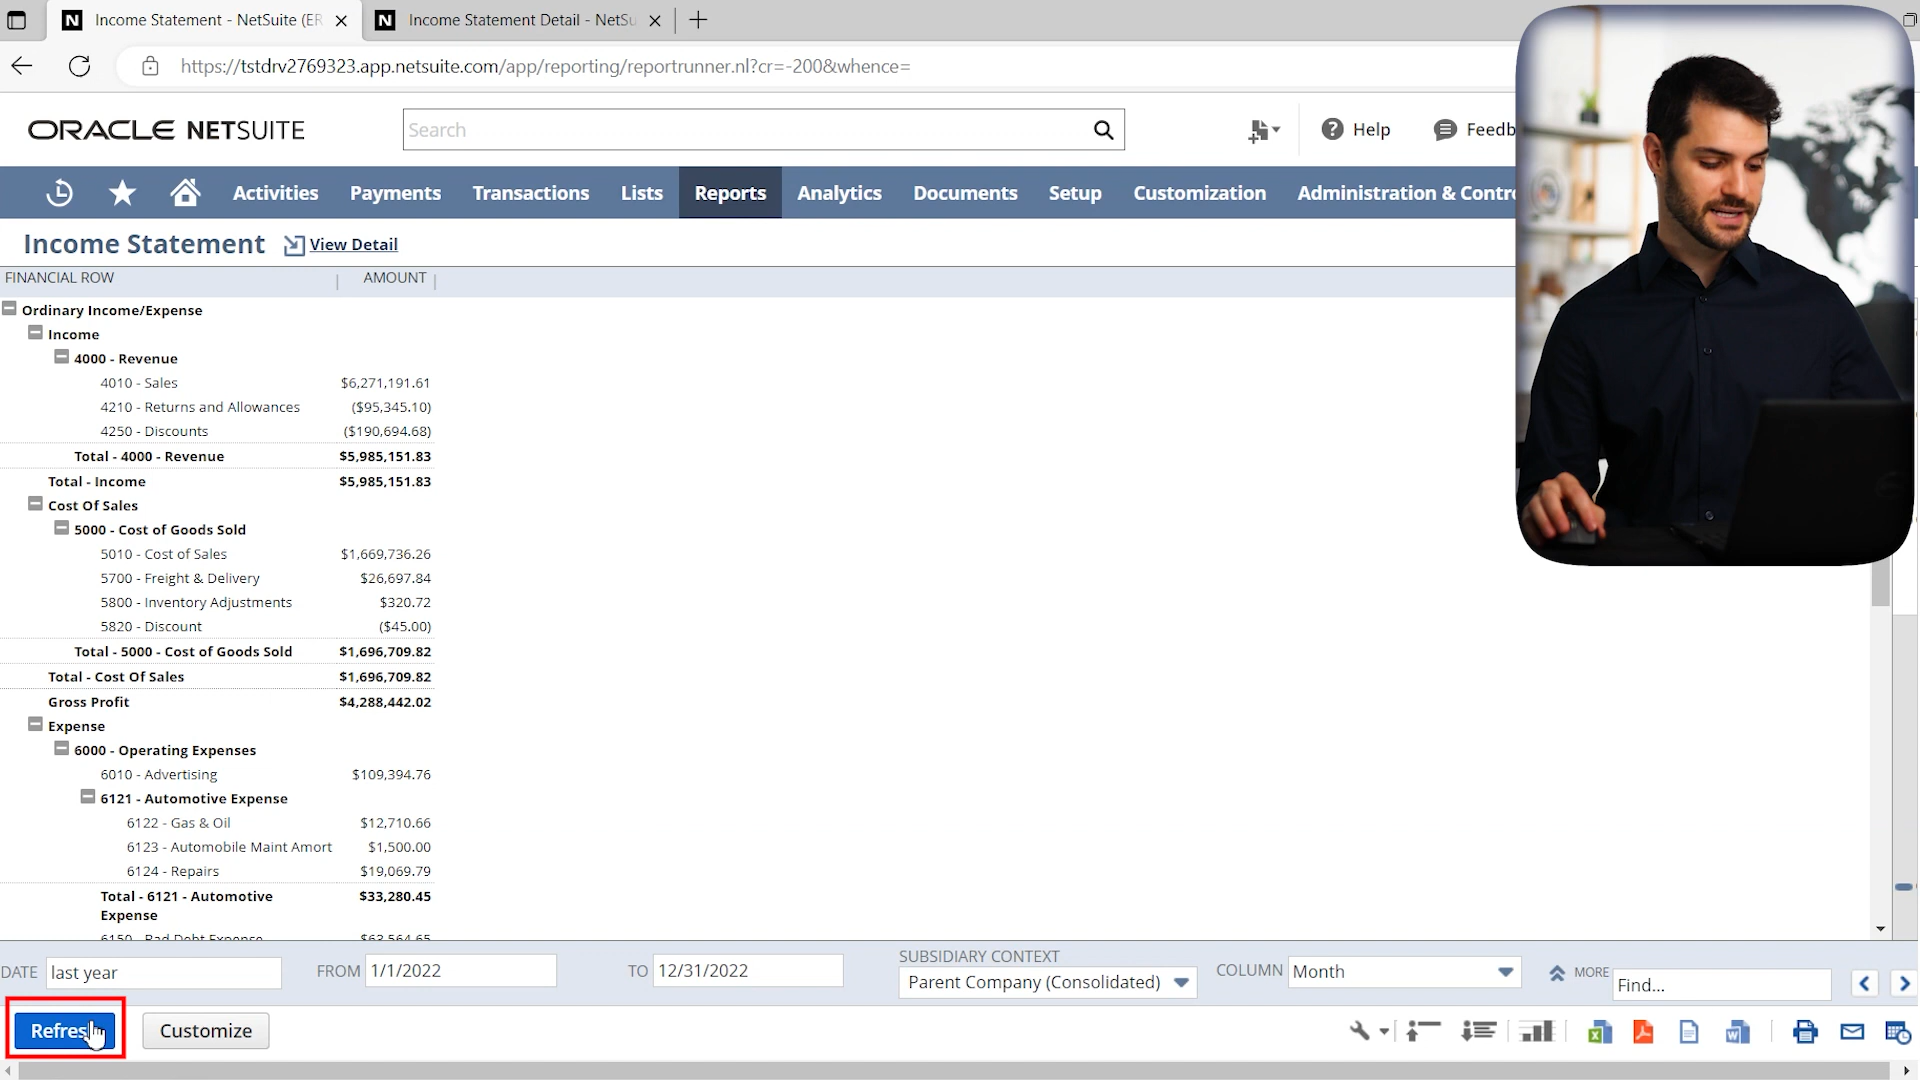 Income Statement - NetSuite (ER
Income Statement Detail - NetSu
https://tstdrv2769323.app.netsuite.com/app/reporting/reportrunner.nl?cr=-200&whence=
ORACLE NETSUITE
Search
Help
Feedb
Activities
Payments
Transactions
Lists
Reports
Analytics
Documents
Setup
Customization
Administration & Contro
Income Statement
View Detail
FINANCIAL ROW AMOUNT
Ordinary Income/Expense
Income
4000 - Revenue
4010 - Sales $6,271,191.61
4210 - Returns and Allowances ($95,345.10)
4250 - Discounts ($190,694.68)
Total - 4000 - Revenue $5,985,151.83
Total - Income $5,985,151.83
Cost Of Sales
5000 - Cost of Goods Sold
5010 - Cost of Sales $1,669,736.26
5700 - Freight & Delivery $26,697.84
5800 - Inventory Adjustments $320.72
5820 - Discount ($45.00)
Total - 5000 - Cost of Goods Sold $1,696,709.82
Total - Cost Of Sales $1,696,709.82
Gross Profit $4,288,442.02
Expense
6000 - Operating Expenses
6010 - Advertising $109,394.76
6121 - Automotive Expense
6122 - Gas & Oil $12,710.66
6123 - Automobile Maint Amort $1,500.00
6124 - Repairs $19,069.79
Total - 6121 - Automotive $33,280.45
Expense
6150 - Bad Debt Expense $63,564.65
DATE last year
FROM 1/1/2022
TO 12/31/2022
SUBSIDIARY CONTEXT
Parent Company (Consolidated)
COLUMN Month
MORE
Find...
Refres
Customize